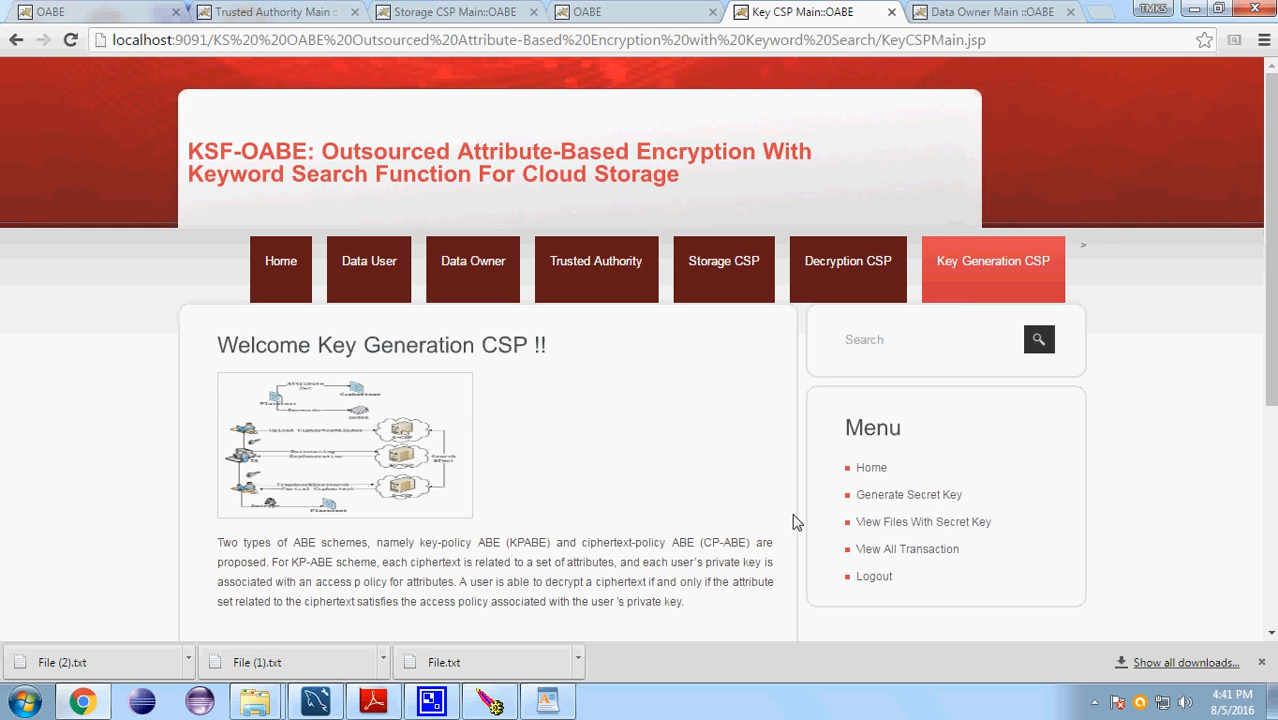 OABE
Trusted Authority Main ::
Storage CSP Main::OABE
OABE
Key CSP Main::OABE
Data Owner Main ::OABE
TMKS
localhost:9091/KS%20%20OABE%20Outsourced%20Attribute-Based%20Encryption%20with%20Keyword%20Search/KeyCSPMain.jsp
KSF-OABE: Outsourced Attribute-Based Encryption With
Keyword Search Function For Cloud Storage
Home
Data User
Data Owner
Trusted Authority
Storage CSP
Decryption CSP
Key Generation CSP
>
Welcome Key Generation CSP !!
Search
Attribute
Set
Ciphertext
Plaintext
Keywords
Index
Menu
Home
Generate Secret Key
View Files With Secret Key
View All Transaction
Logout
Two types of ABE schemes, namely key-policy ABE (KPABE) and ciphertext-policy ABE (CP-ABE) are
proposed. For KP-ABE scheme, each ciphertext is related to a set of attributes, and each user's private key is
associated with an access p olicy for attributes. A user is able to decrypt a ciphertext if and only if the attribute
set related to the ciphertext satisfies the access policy associated with the user 's private key.
File (2).txt
File (1).txt
File.txt
Show all downloads...
4:41 PM
8/5/2016